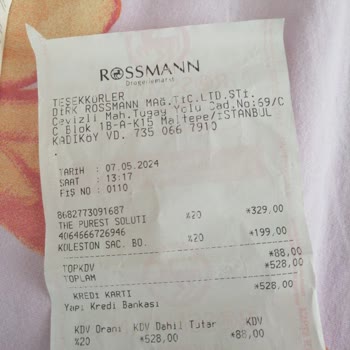 ROSSMANN
Drogeriemarkt
TEŞEKKÜRLER
DIRK ROSSMANN MAĞ.TİC.LTD.ŞTİ.
Cevizli Mah.Tugay Yolu Cad.No:69/C
C Blok 18-A-K15 Maltepe/İSTANBUL
KADIKÖY VD. 735 066 7910
TARİH : 07.05.2024
SAAT : 13:17
FİŞ NO : 0110
8682773091687
THE PUREST SOLUTI %20 *329,00
4064666726946
KOLESTON SAC. BO. %20 *199,00
TOPKDV *88,00
TOPLAM *528,00
KREDİ KARTI *528,00
Yapı Kredi Bankası
KDV Oranı KDV Dahil Tutar KDV
%20 *528,00 *88,00